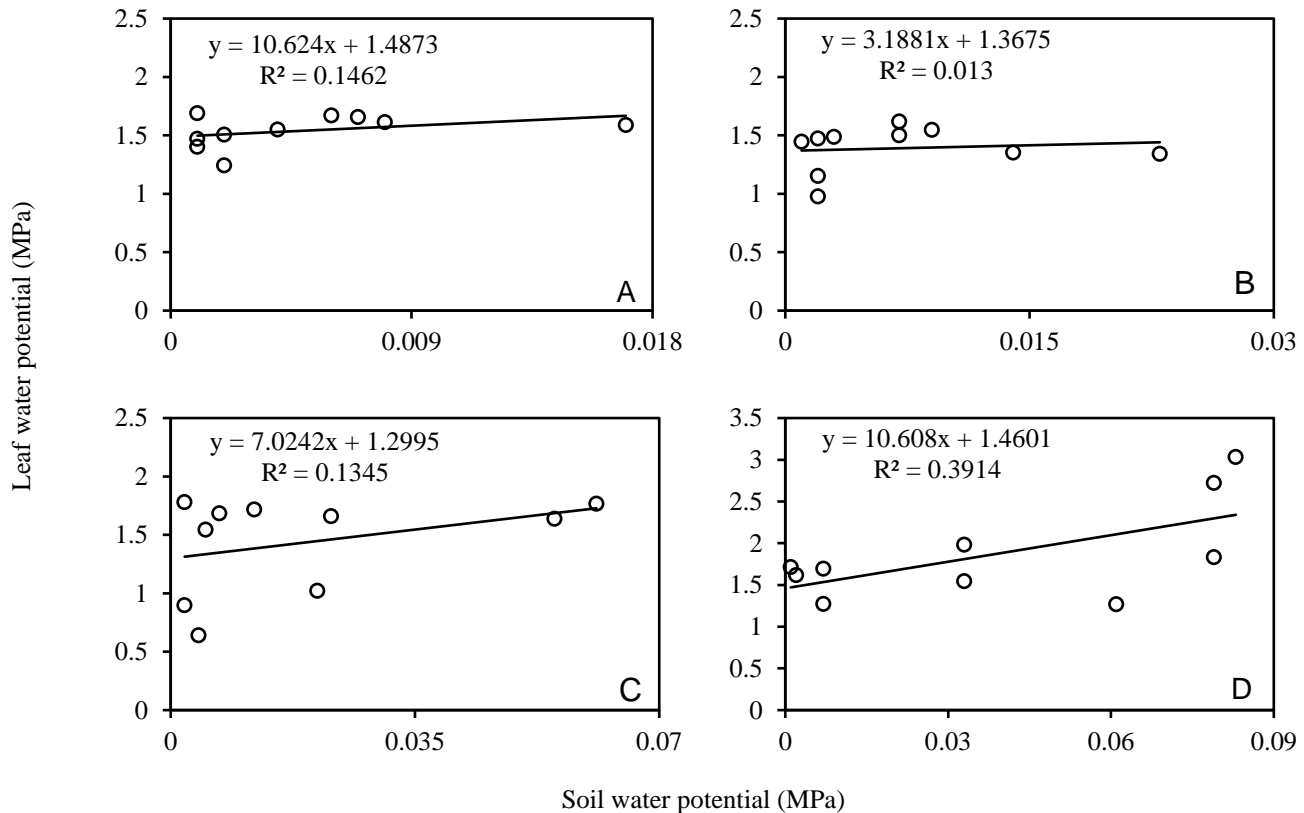 Leaf water potential (MPa)
2.5
2
1.5
1
0.5
0
y = 10.624x + 1.4873
R² = 0.1462
A
0
0.009
0.018
2.5
2
1.5
1
0.5
0
y = 3.1881x + 1.3675
R² = 0.013
B
0
0.015
0.03
2.5
2
1.5
1
0.5
0
y = 7.0242x + 1.2995
R² = 0.1345
C
0
0.035
0.07
3.5
3
2.5
2
1.5
1
0.5
0
y = 10.608x + 1.4601
R² = 0.3914
D
0
0.03
0.06
0.09
Soil water potential (MPa)